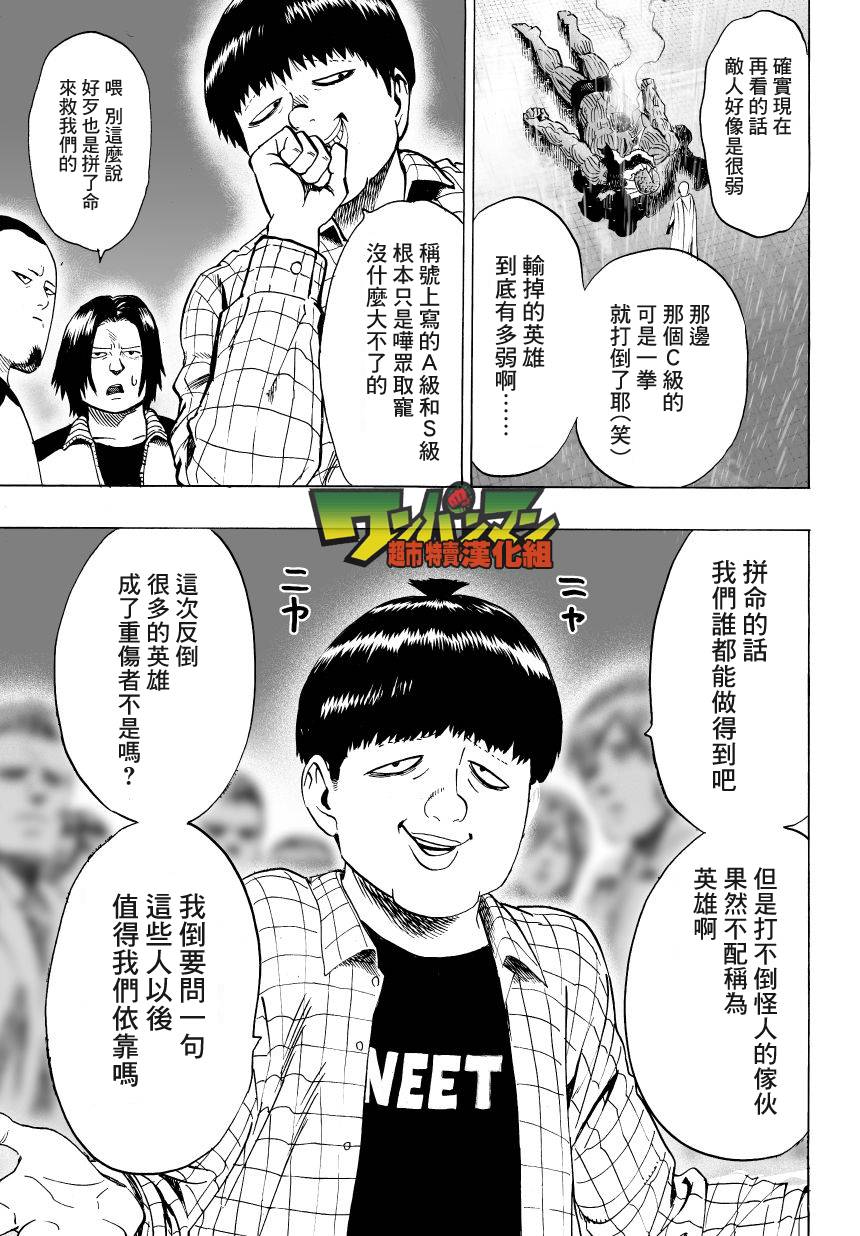 確實現在
再看的話
敵人好像是很弱
那邊
那個C級的
可是一拳
就打倒了耶(笑)
輸掉的英雄
到底有多弱啊……
稱號上寫的A級和S級
根本只是嘩眾取寵
沒什麼大不了的
喂 別這麼說
好歹也是拼了命
來救我們的
ワンパンマン
超市特賣漢化組
拼命的話
我們誰都能做得到吧
但是打不倒怪人的傢伙
果然不配稱為
英雄啊
ニヤ
ニヤ
這次反倒
很多的英雄
成了重傷者不是嗎？
我倒要問一句
這些人以後
值得我們依靠嗎
NEET